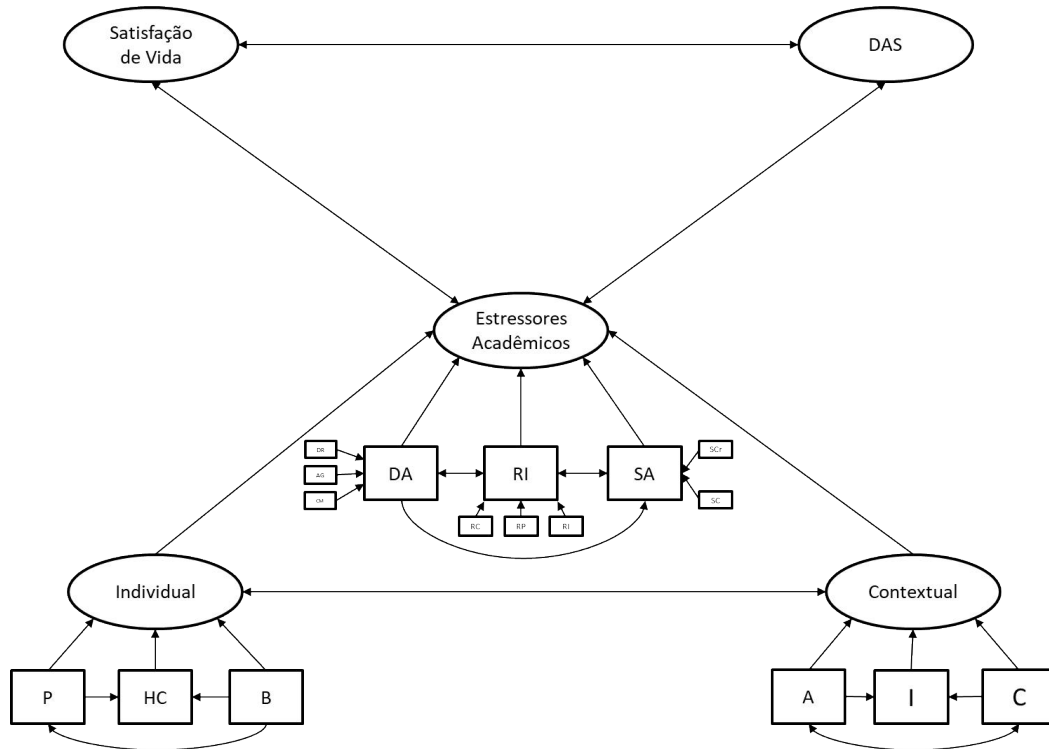 Satisfação
de Vida
DAS
Estressores
Acadêmicos
DR
AG
CM
DA
RI
SA
SCr
SC
RC
RP
RI
Individual
Contextual
P
HC
B
A
I
C